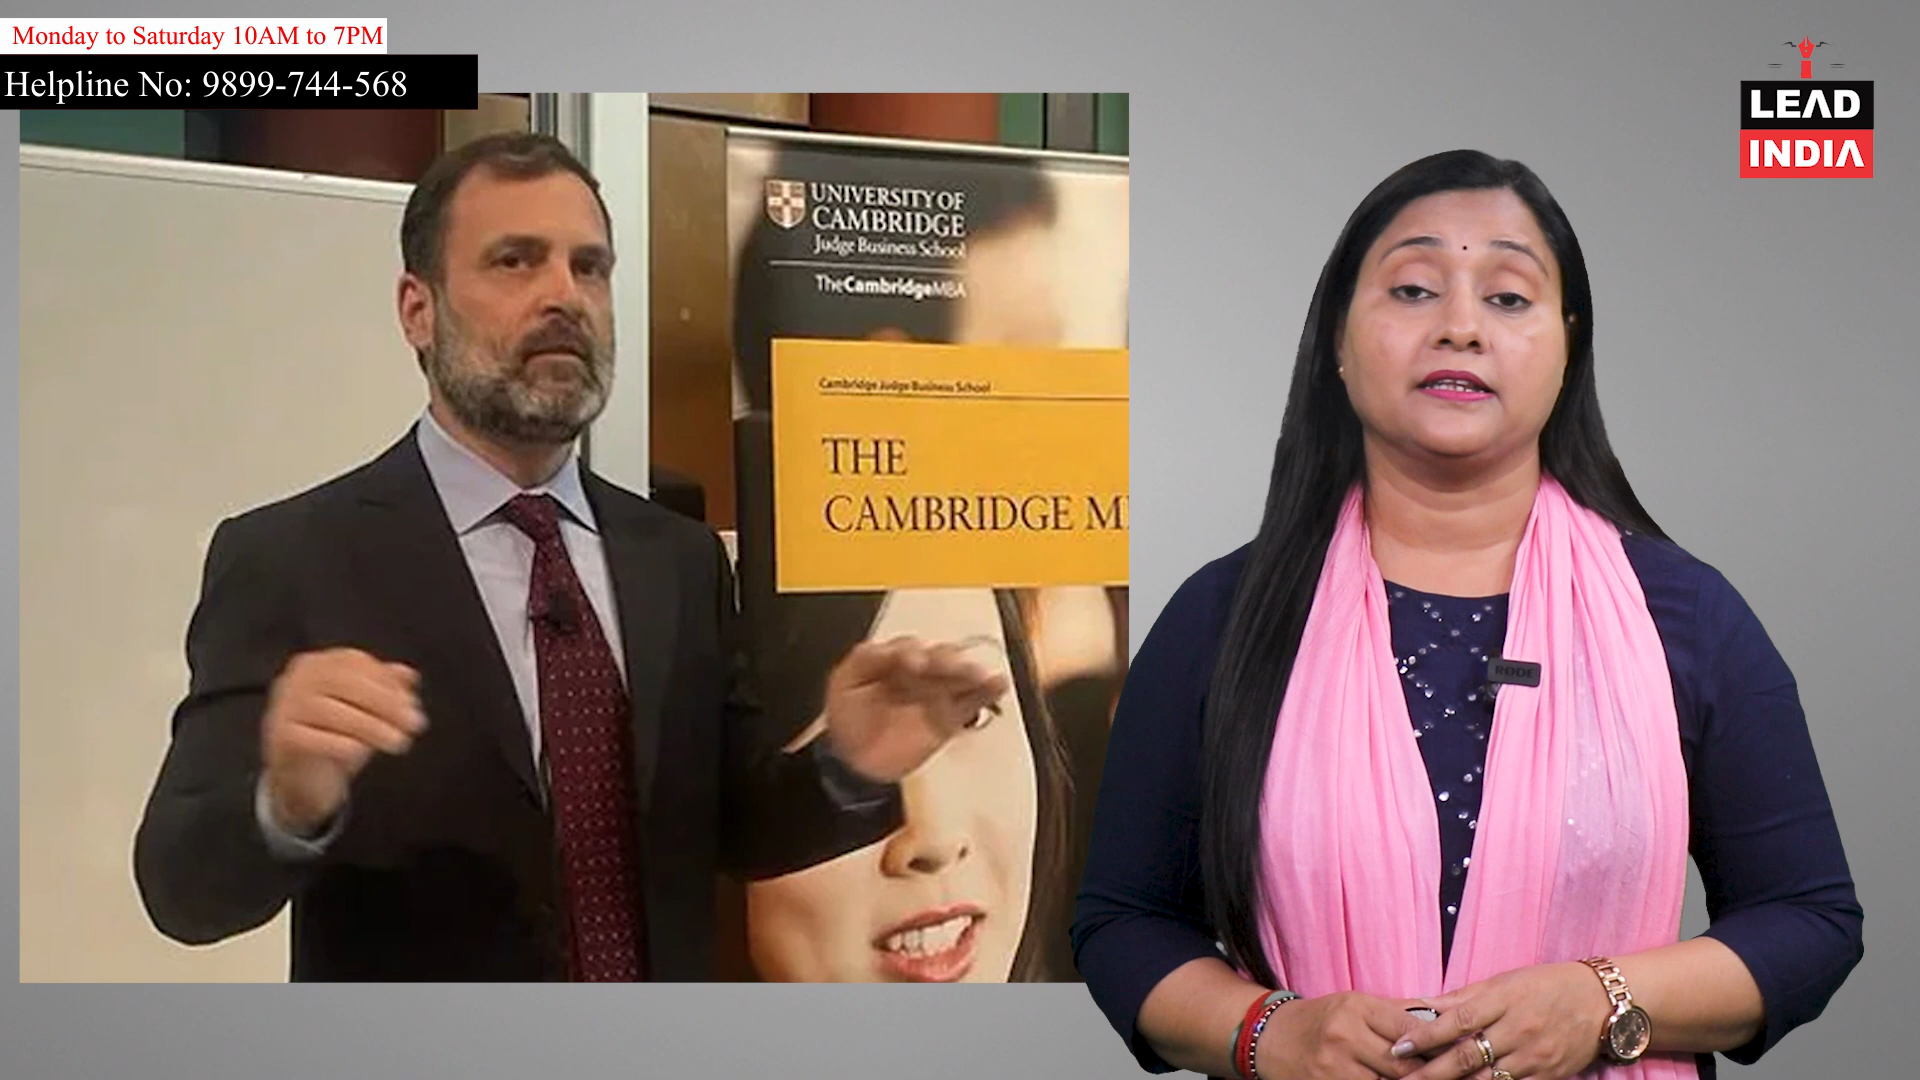 Monday to Saturday 10AM to 7PM
Helpline No: 9899-744-568
LEAD
INDIA
UNIVERSITY OF
CAMBRIDGE
Judge Business School
TheCambridgeMBA
Cambridge Judge Business School
THE
CAMBRIDGE M
RODE